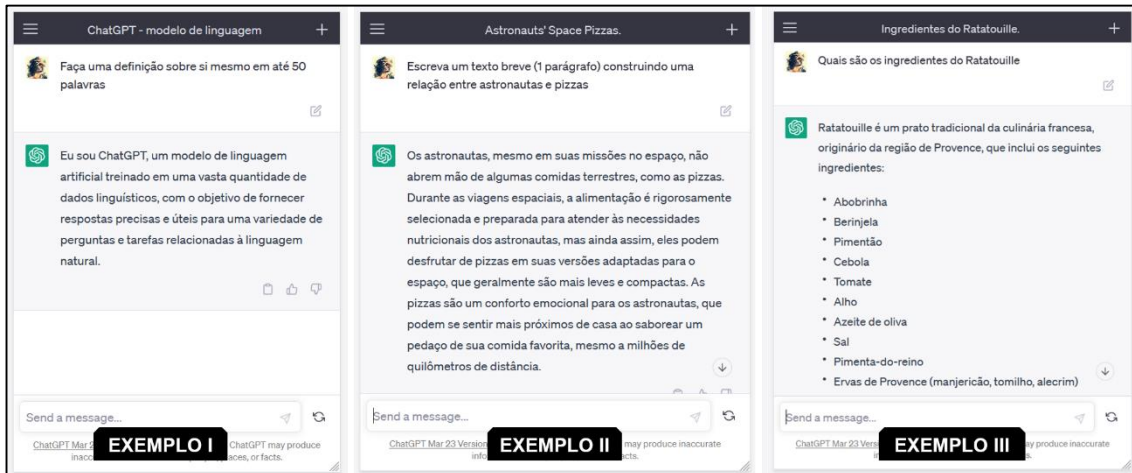 ChatGPT - modelo de linguagem
Faça uma definição sobre si mesmo em até 50
palavras
Eu sou ChatGPT, um modelo de linguagem
artificial treinado em uma vasta quantidade de
dados linguísticos, com o objetivo de fornecer
respostas precisas e úteis para uma variedade de
perguntas e tarefas relacionadas à linguagem
natural.
Send a message...
ChatGPT Mar 2 ChatGPT may produce
EXEMPLO I
Astronauts' Space Pizzas.
Escreva um texto breve (1 parágrafo) construindo uma
relação entre astronautas e pizzas
Os astronautas, mesmo em suas missões no espaço, não
abrem mão de algumas comidas terrestres, como as pizzas.
Durante as viagens espaciais, a alimentação é rigorosamente
selecionada e preparada para atender às necessidades
nutricionais dos astronautas, mas ainda assim, eles podem
desfrutar de pizzas em suas versões adaptadas para o
espaço, que geralmente são mais leves e compactas. As
pizzas são um conforto emocional para os astronautas, que
podem se sentir mais próximos de casa ao saborear um
pedaço de sua comida favorita, mesmo a milhões de
quilômetros de distância.
Send a message...
ChatGPT Mar 23 Version may produce inaccurate
EXEMPLO II
Ingredientes do Ratatouille.
Quais são os ingredientes do Ratatouille
Ratatouille é um prato tradicional da culinária francesa,
originário da região de Provence, que inclui os seguintes
ingredientes:
• Abobrinha
• Berinjela
• Pimentão
• Cebola
• Tomate
• Alho
• Azeite de oliva
• Sal
• Pimenta-do-reino
• Ervas de Provence (manjericão, tomilho, alecrim)
Send a message...
ChatGPT Mar 23 produce inaccurate
EXEMPLO III